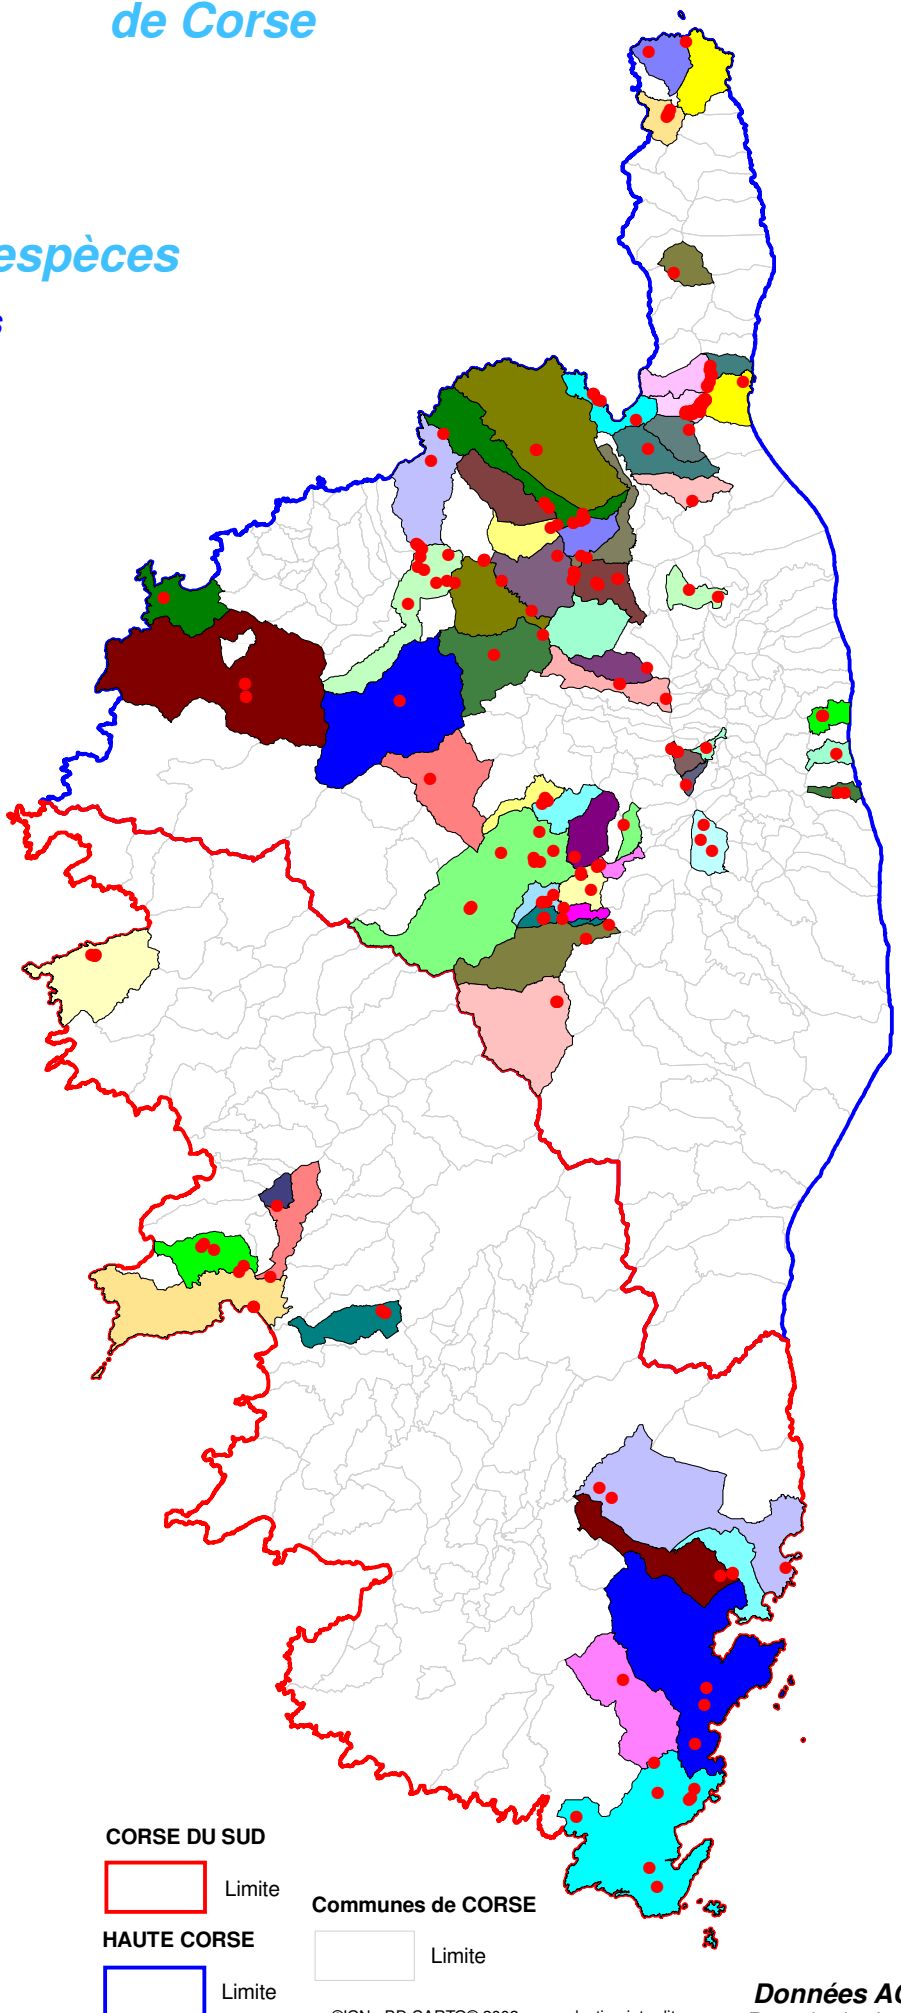 de Corse
espèces
s
CORSE DU SUD
Limite
Communes de CORSE
HAUTE CORSE
Limite
Limite
Données